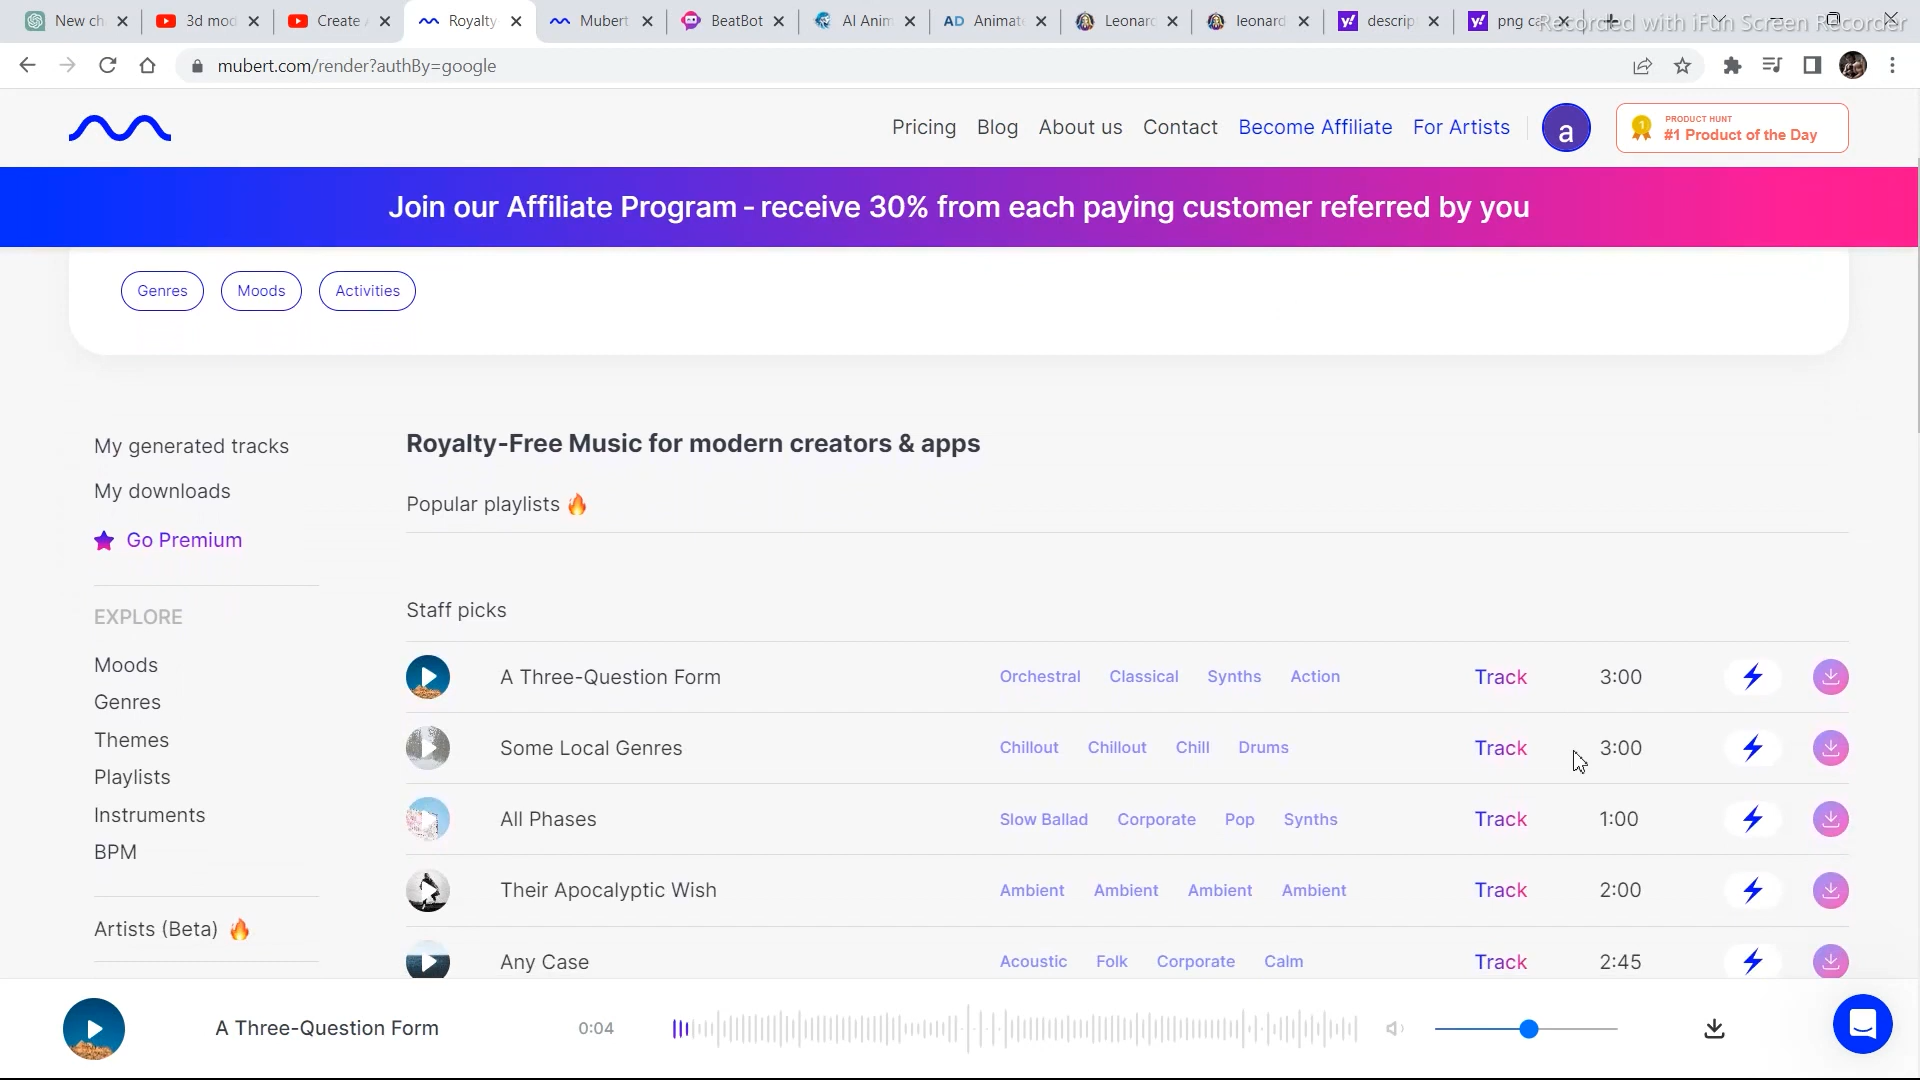 New ch
3d mod
Create A
Royalty
Mubert
BeatBot
AI Anim
AD Animate
Leonard
leonard
descrip
png ca
Recorded with iFun Screen Recorder
mubert.com/render?authBy=google
Pricing Blog About us Contact Become Affiliate For Artists
a
PRODUCT HUNT
#1 Product of the Day
Join our Affiliate Program - receive 30% from each paying customer referred by you
Genres Moods Activities
My generated tracks
My downloads
Go Premium
EXPLORE
Moods
Genres
Themes
Playlists
Instruments
BPM
Artists (Beta) 🔥
Royalty-Free Music for modern creators & apps
Popular playlists 🔥
Staff picks
A Three-Question Form Orchestral Classical Synths Action Track 3:00
Some Local Genres Chillout Chillout Chill Drums Track 3:00
All Phases Slow Ballad Corporate Pop Synths Track 1:00
Their Apocalyptic Wish Ambient Ambient Ambient Ambient Track 2:00
Any Case Acoustic Folk Corporate Calm Track 2:45
A Three-Question Form 0:04